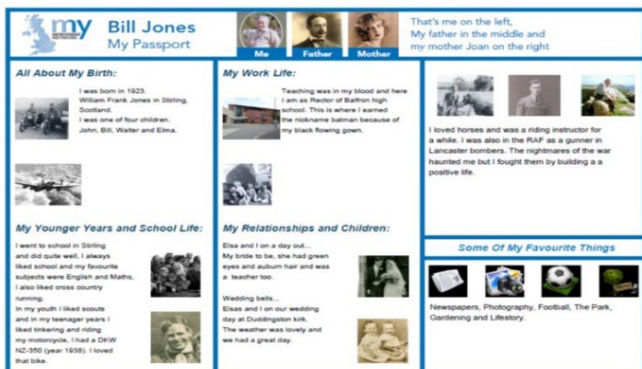 my
Bill Jones
My Passport
Me
Father
Mother
That's me on the left,
My father in the middle and
my mother Joan on the right
All About My Birth:
I was born in 1923.
William Frank Jones in Stirling,
Scotland.
I was one of four children.
John, Bill, Walter and Elma.
My Younger Years and School Life:
I went to school in Stirling
and did quite well, I always
liked school and my favourite
subjects were English and Maths,
I also liked cross country
running.
In my youth I liked scouts
and in my teenager years I
liked tinkering and riding
my motorcycle, I had a DKW
NZ-350 (year 1938). I loved
that bike.
My Work Life:
Teaching was in my blood and here
I am as Rector of Balfron high
school. This is where I earned
the nickname batman because of
my black flowing gown.
My Relationships and Children:
Elsa and I on a day out...
My bride to be, she had green
eyes and auburn hair and was
a teacher too.
Wedding bells...
Elsas and I on our wedding
day at Duddingston kirk.
The weather was lovely and
we had a great day.
I loved horses and was a riding instructor for
a while. I was also in the RAF as a gunner in
Lancaster bombers. The nightmares of the war
haunted me but I fought them by building a a
positive life.
Some Of My Favourite Things
Newspapers, Photography, Football, The Park,
Gardening and Lifestory.